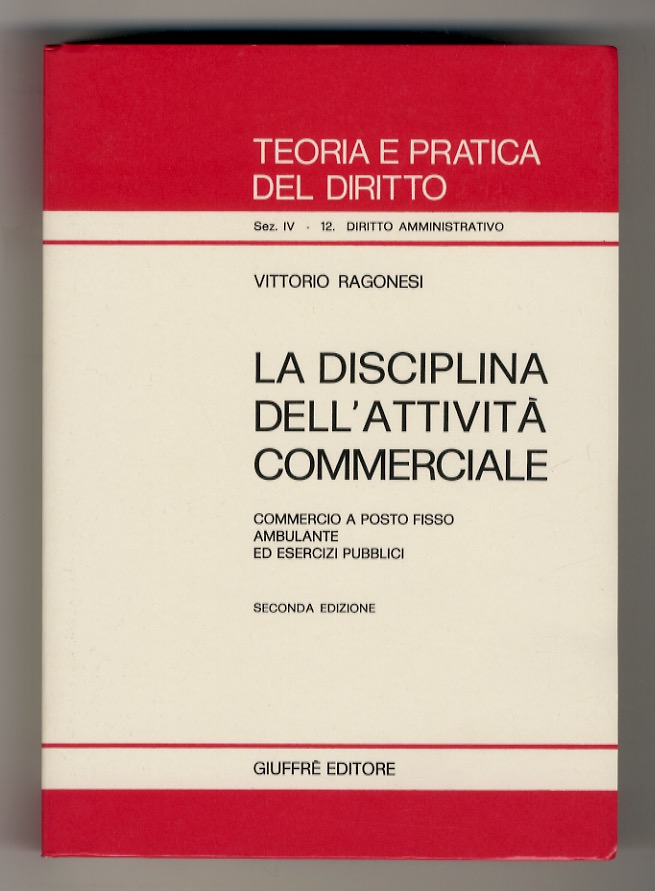 TEORIA E PRATICA
DEL DIRITTO
Sez. IV - 12. DIRITTO AMMINISTRATIVO
VITTORIO RAGONESI
LA DISCIPLINA
DELL'ATTIVITÀ
COMMERCIALE
COMMERCIO A POSTO FISSO
AMBULANTE
ED ESERCIZI PUBBLICI
SECONDA EDIZIONE
GIUFFRÈ EDITORE